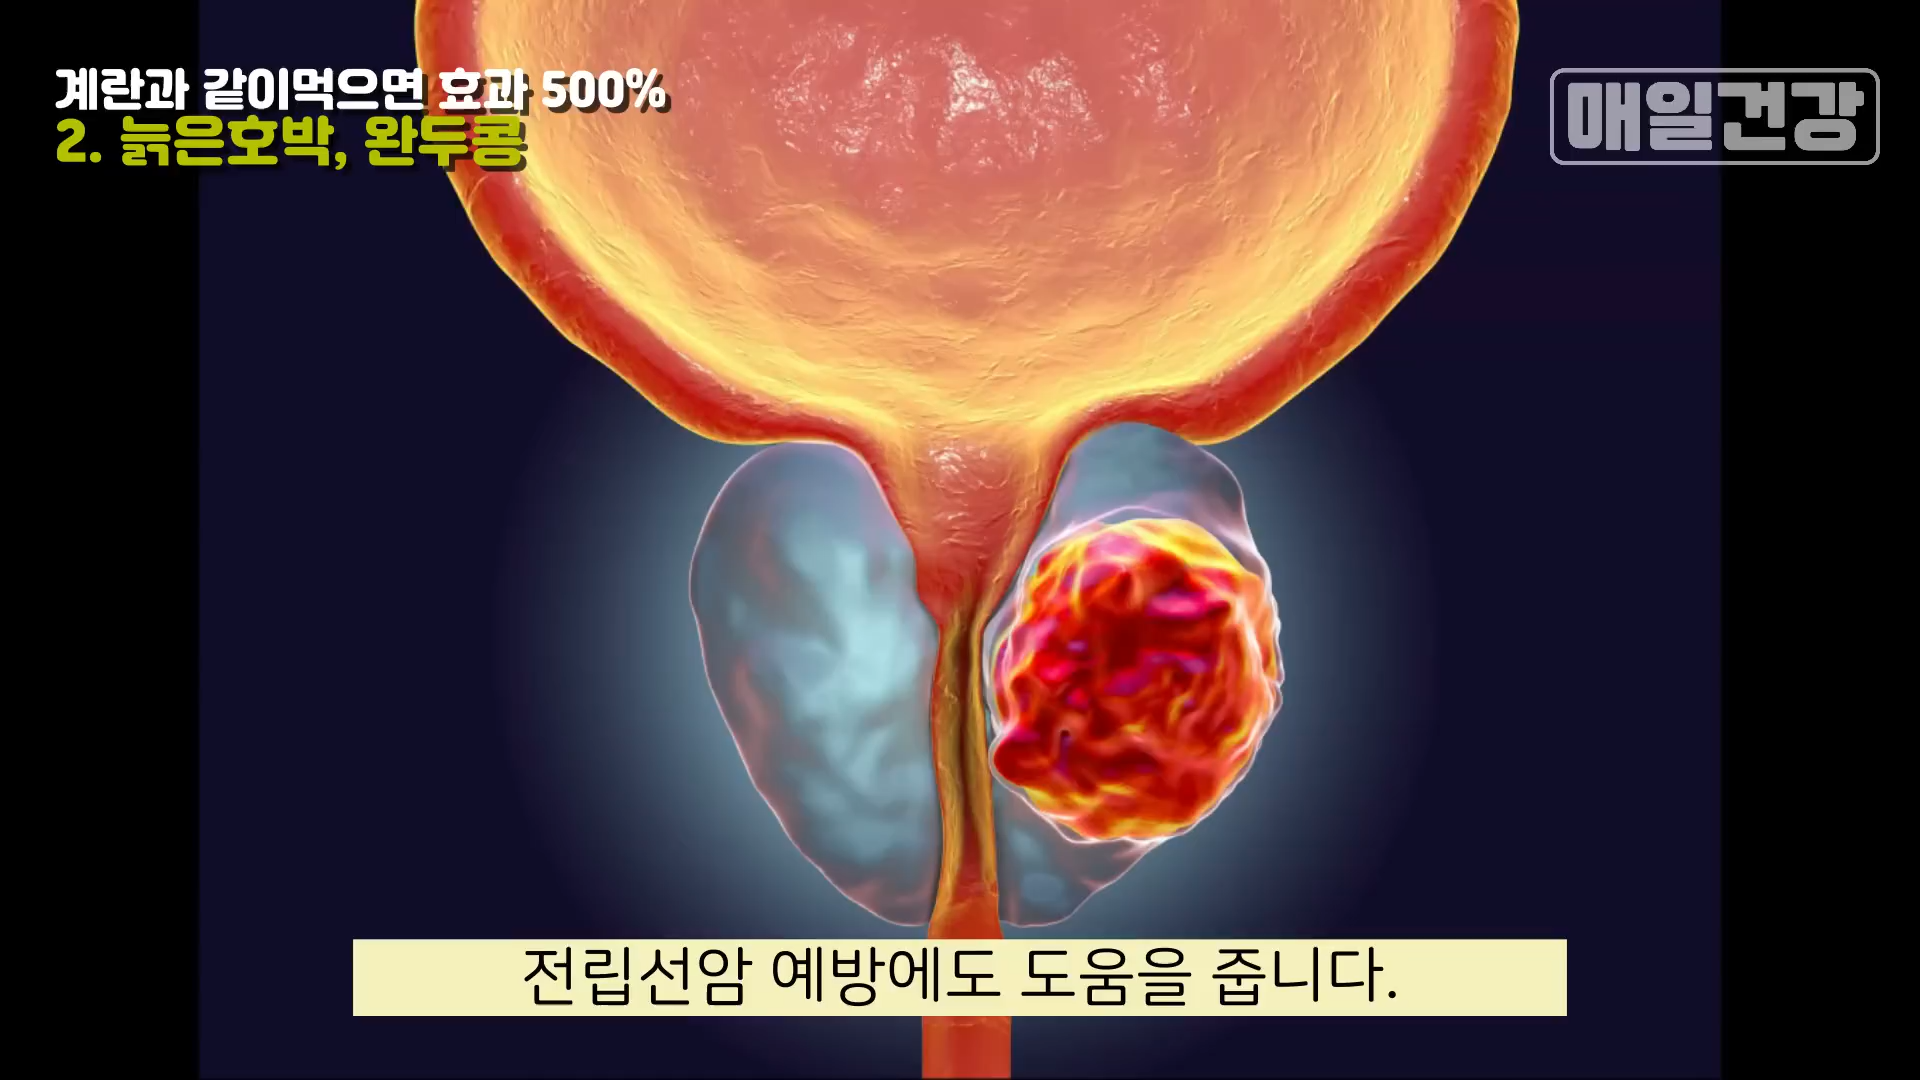 계란과 같이먹으면 효과 500%
2. 늙은호박, 완두콩
매일건강
전립선암 예방에도 도움을 줍니다.